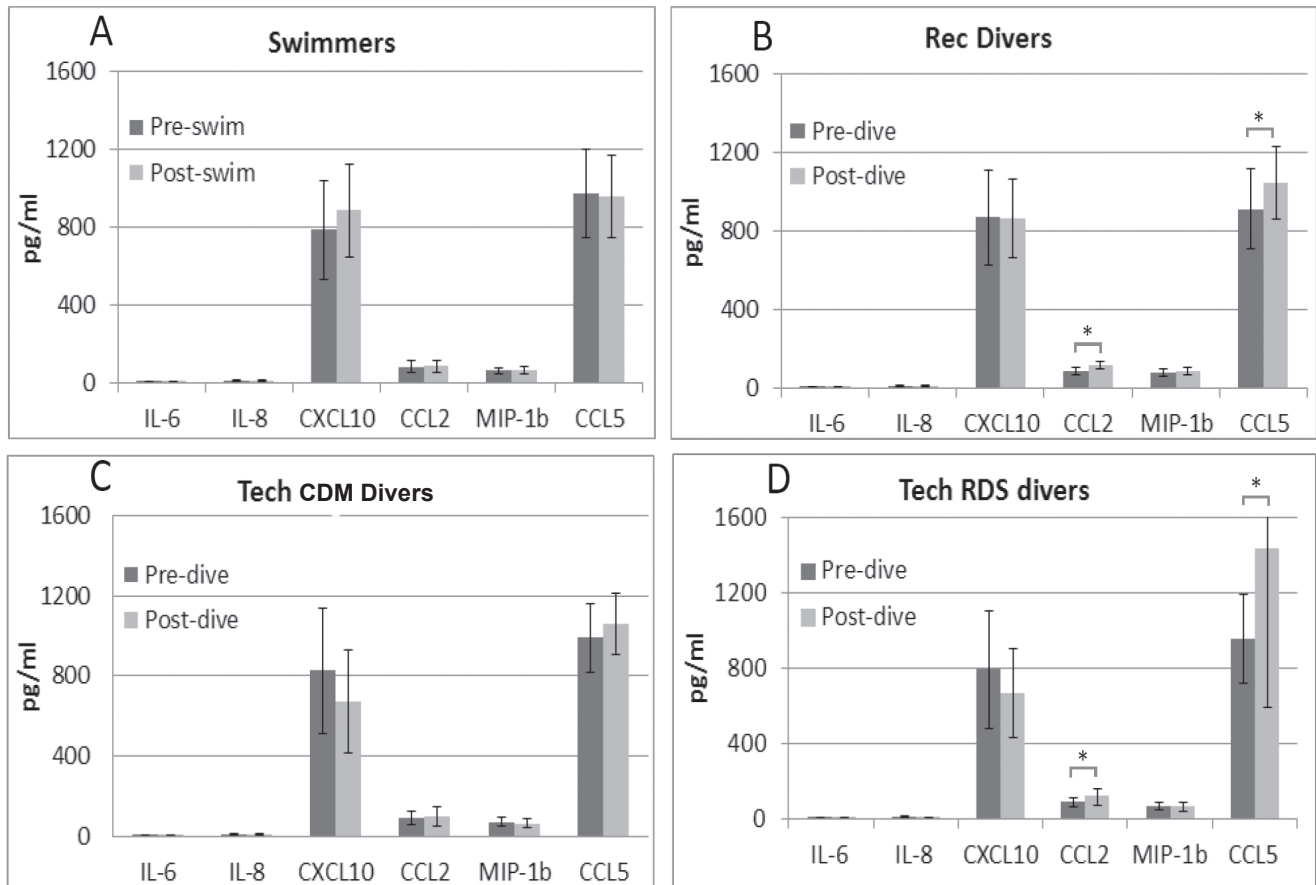 A
Swimmers
1600
1200
800
400
0
pg/ml
Pre-swim
Post-swim
IL-6 IL-8 CXCL10 CCL2 MIP-1b CCL5
B
Rec Divers
1600
1200
800
400
0
pg/ml
Pre-dive
Post-dive
*
*
IL-6 IL-8 CXCL10 CCL2 MIP-1b CCL5
C
Tech CDM Divers
1600
1200
800
400
0
pg/ml
Pre-dive
Post-dive
IL-6 IL-8 CXCL10 CCL2 MIP-1b CCL5
D
Tech RDS divers
1600
1200
800
400
0
pg/ml
Pre-dive
Post-dive
*
*
IL-6 IL-8 CXCL10 CCL2 MIP-1b CCL5